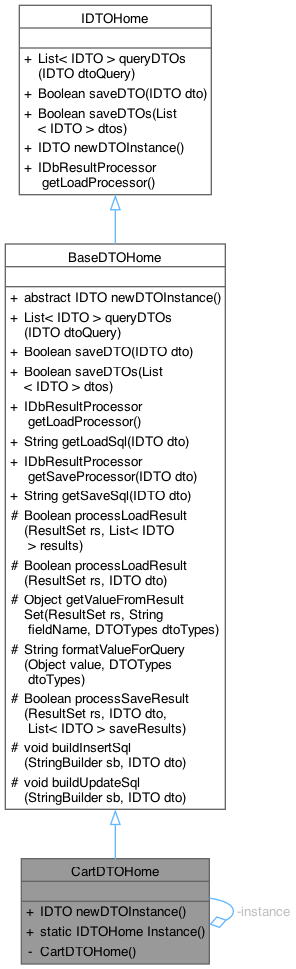 IDTOHome
+ List< IDTO > queryDTOs
(IDTO dtoQuery)
+ Boolean saveDTO(IDTO dto)
+ Boolean saveDTOs(List
< IDTO > dtos)
+ IDTO newDTOInstance()
+ IDbResultProcessor
getLoadProcessor()
BaseDTOHome
+ abstract IDTO newDTOInstance()
+ List< IDTO > queryDTOs
(IDTO dtoQuery)
+ Boolean saveDTO(IDTO dto)
+ Boolean saveDTOs(List
< IDTO > dtos)
+ IDbResultProcessor
getLoadProcessor()
+ String getLoadSql(IDTO dto)
+ IDbResultProcessor
getSaveProcessor(IDTO dto)
+ String getSaveSql(IDTO dto)
# Boolean processLoadResult
(ResultSet rs, List< IDTO
> results)
# Boolean processLoadResult
(ResultSet rs, IDTO dto)
# Object getValueFromResult
Set(ResultSet rs, String
fieldName, DTOTypes dtoTypes)
# String formatValueForQuery
(Object value, DTOTypes
dtoTypes)
# Boolean processSaveResult
(ResultSet rs, IDTO dto,
List< IDTO > saveResults)
# void buildInsertSql
(StringBuilder sb, IDTO dto)
# void buildUpdateSql
(StringBuilder sb, IDTO dto)
CartDTOHome
+ IDTO newDTOInstance()
+ static IDTOHome Instance()
- CartDTOHome()
-instance